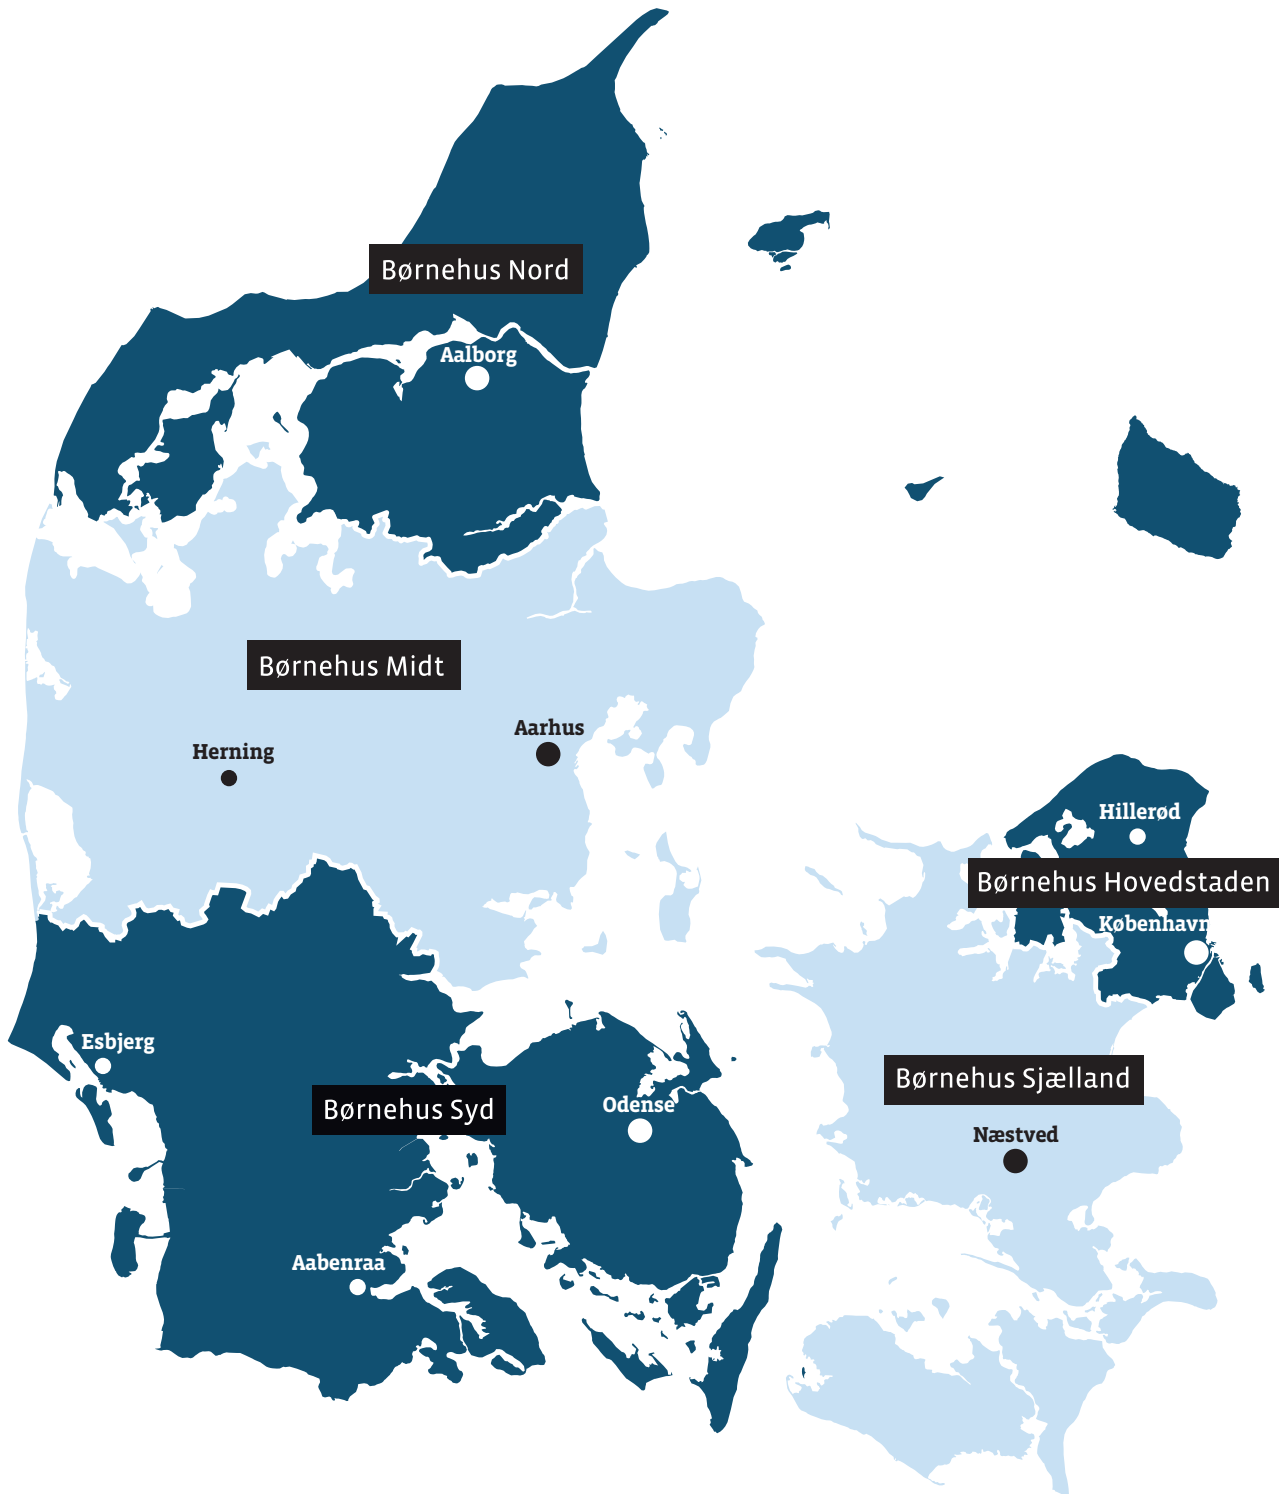 Børnehus Nord
Aalborg
Børnehus Midt
Aarhus
Herning
Hillerød
Børnehus Hovedstaden
København
Esbjerg
Børnehus Sjælland
Børnehus Syd
Odense
Næstved
Aabenraa